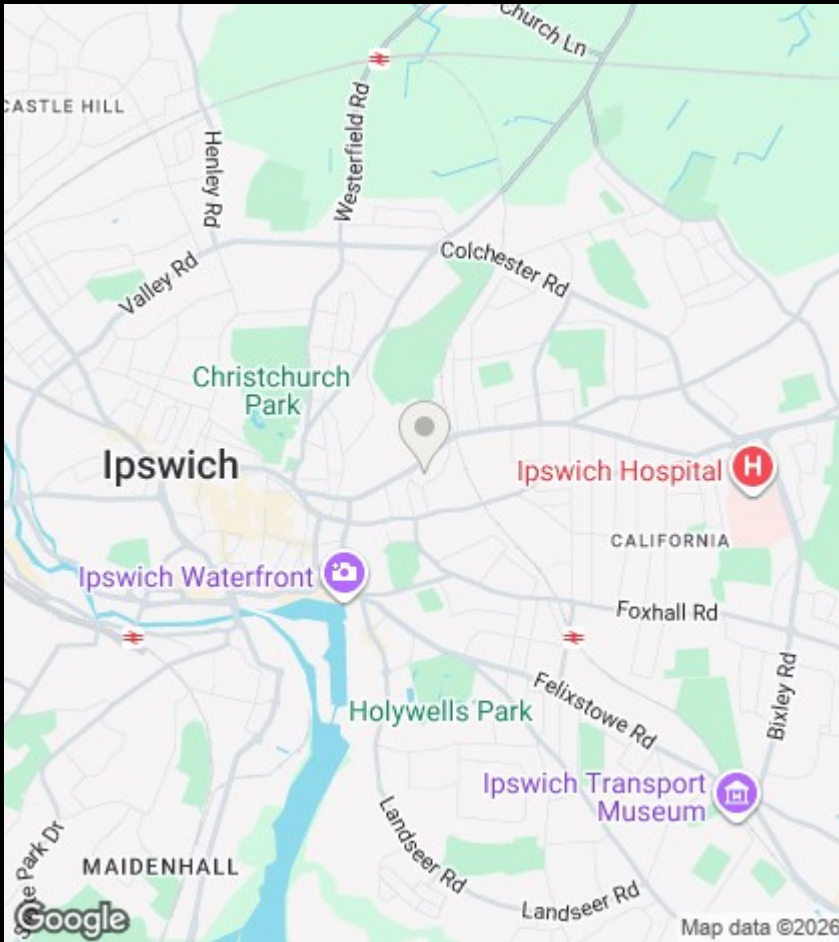 Church Ln
CASTLE HILL
Henley Rd
Westerfield Rd
Valley Rd
Colchester Rd
Christchurch
Park
Ipswich
Ipswich Hospital
H
CALIFORNIA
Ipswich Waterfront
Foxhall Rd
Bixley Rd
Felixstowe Rd
Holywells Park
Ipswich Transport
Museum
Landseer Rd
MAIDENHALL
Park Dr
Landseer Rd
Google
Map data ©2026